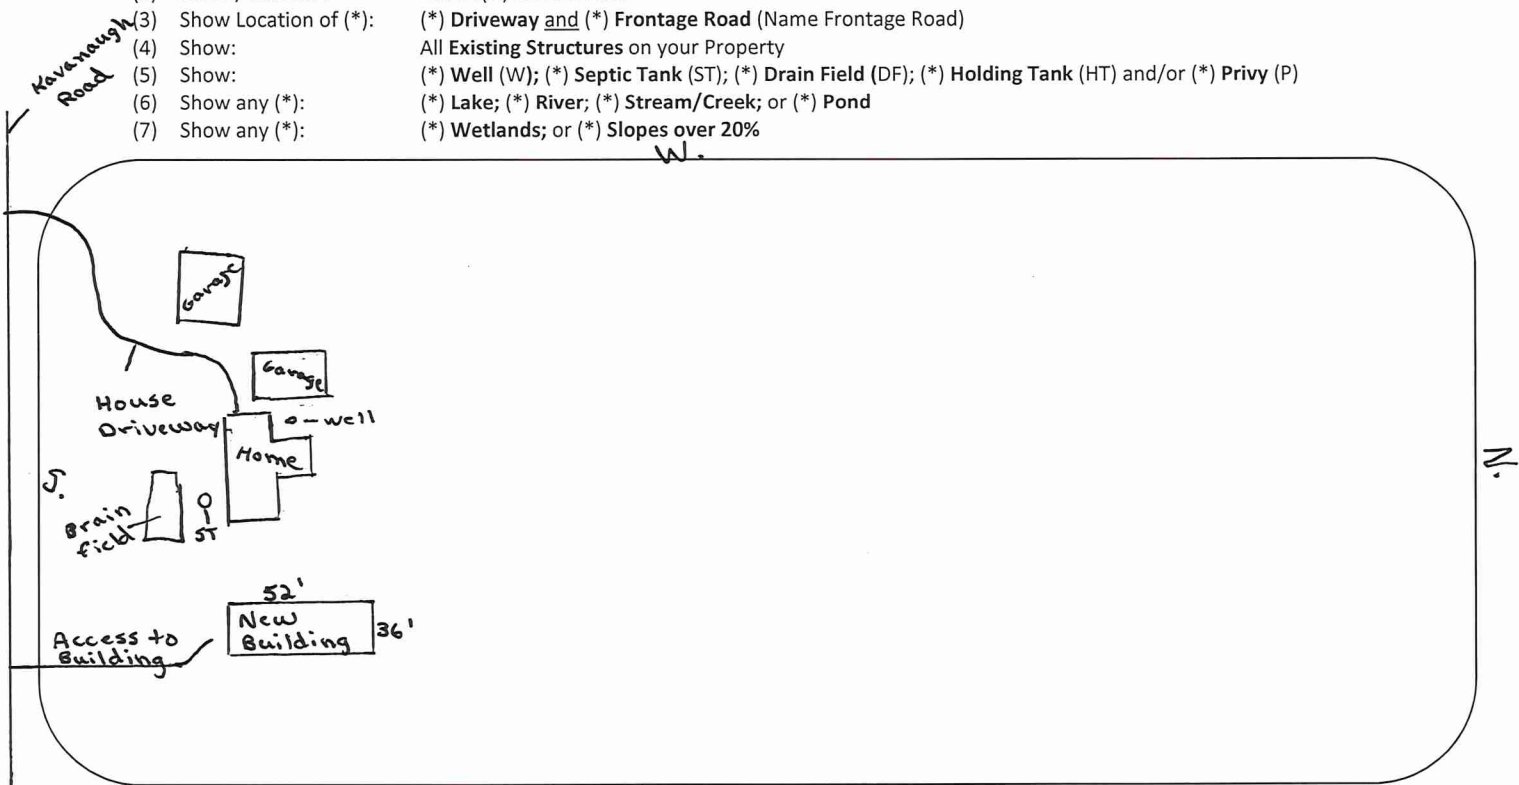 (3) Show Location of (*): (*) Driveway and (*) Frontage Road (Name Frontage Road)
(4) Show: All Existing Structures on your Property
(5) Show: (*) Well (W); (*) Septic Tank (ST); (*) Drain Field (DF); (*) Holding Tank (HT) and/or (*) Privy (P)
(6) Show any (*): (*) Lake; (*) River; (*) Stream/Creek; or (*) Pond
(7) Show any (*): (*) Wetlands; or (*) Slopes over 20%
Kavanaugh
Road
W.
Garage
Garage
House
Driveway
o-well
Home
S.
N.
Drain
field
ST
52'
New
Building
36'
Access to
Building